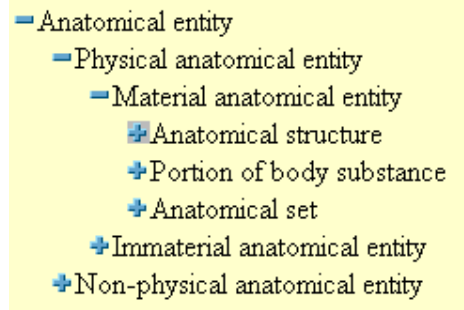 Anatomical entity
Physical anatomical entity
Material anatomical entity
Anatomical structure
Portion of body substance
Anatomical set
Immaterial anatomical entity
Non-physical anatomical entity